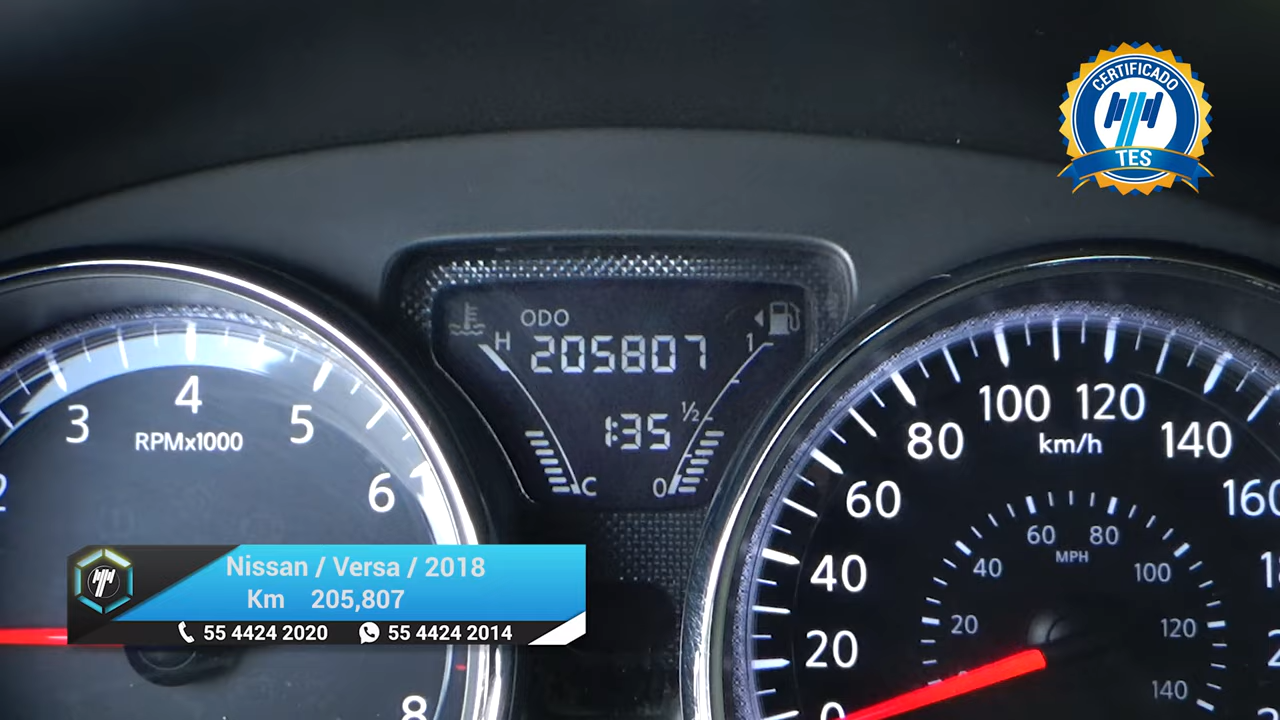 CERTIFICADO
TES
ODO
H
205807
1
1:35
1/2
C
0
2
3
4
5
6
8
RPMx1000
0
20
40
60
80
100
120
140
160
km/h
20
40
60
80
100
120
140
MPH
Nissan / Versa / 2018
Km 205,807
55 4424 2020 55 4424 2014